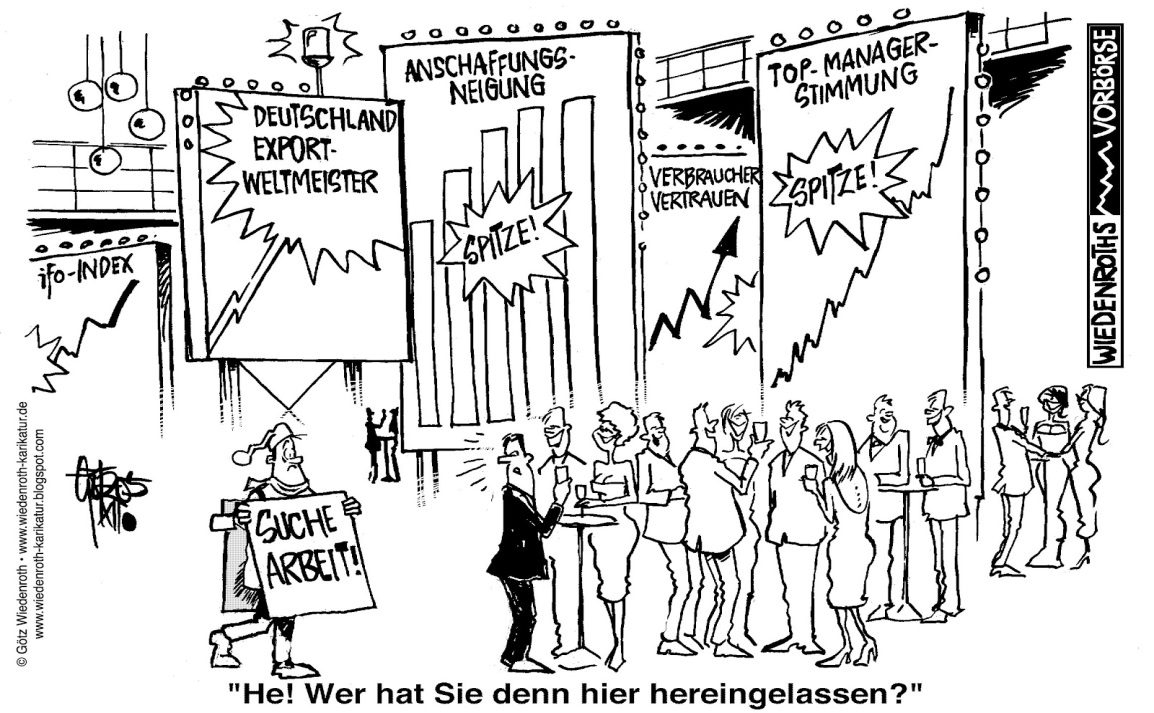 DEUTSCHLAND
EXPORT-
WELTMEISTER
ANSCHAFFUNGS-
NEIGUNG
SPITZE!
VERBRAUCHER
VERTRAUEN
TOP-MANAGER-
STIMMUNG
SPITZE!
WIEDENROTHS VORBÖRSE
ifo-INDEX
SUCHE
ARBEIT!
© Götz Wiedenroth • www.wiedenroth-karikatur.de
www.wiedenroth-karikatur.blogspot.com
"He! Wer hat Sie denn hier hereingelassen?"